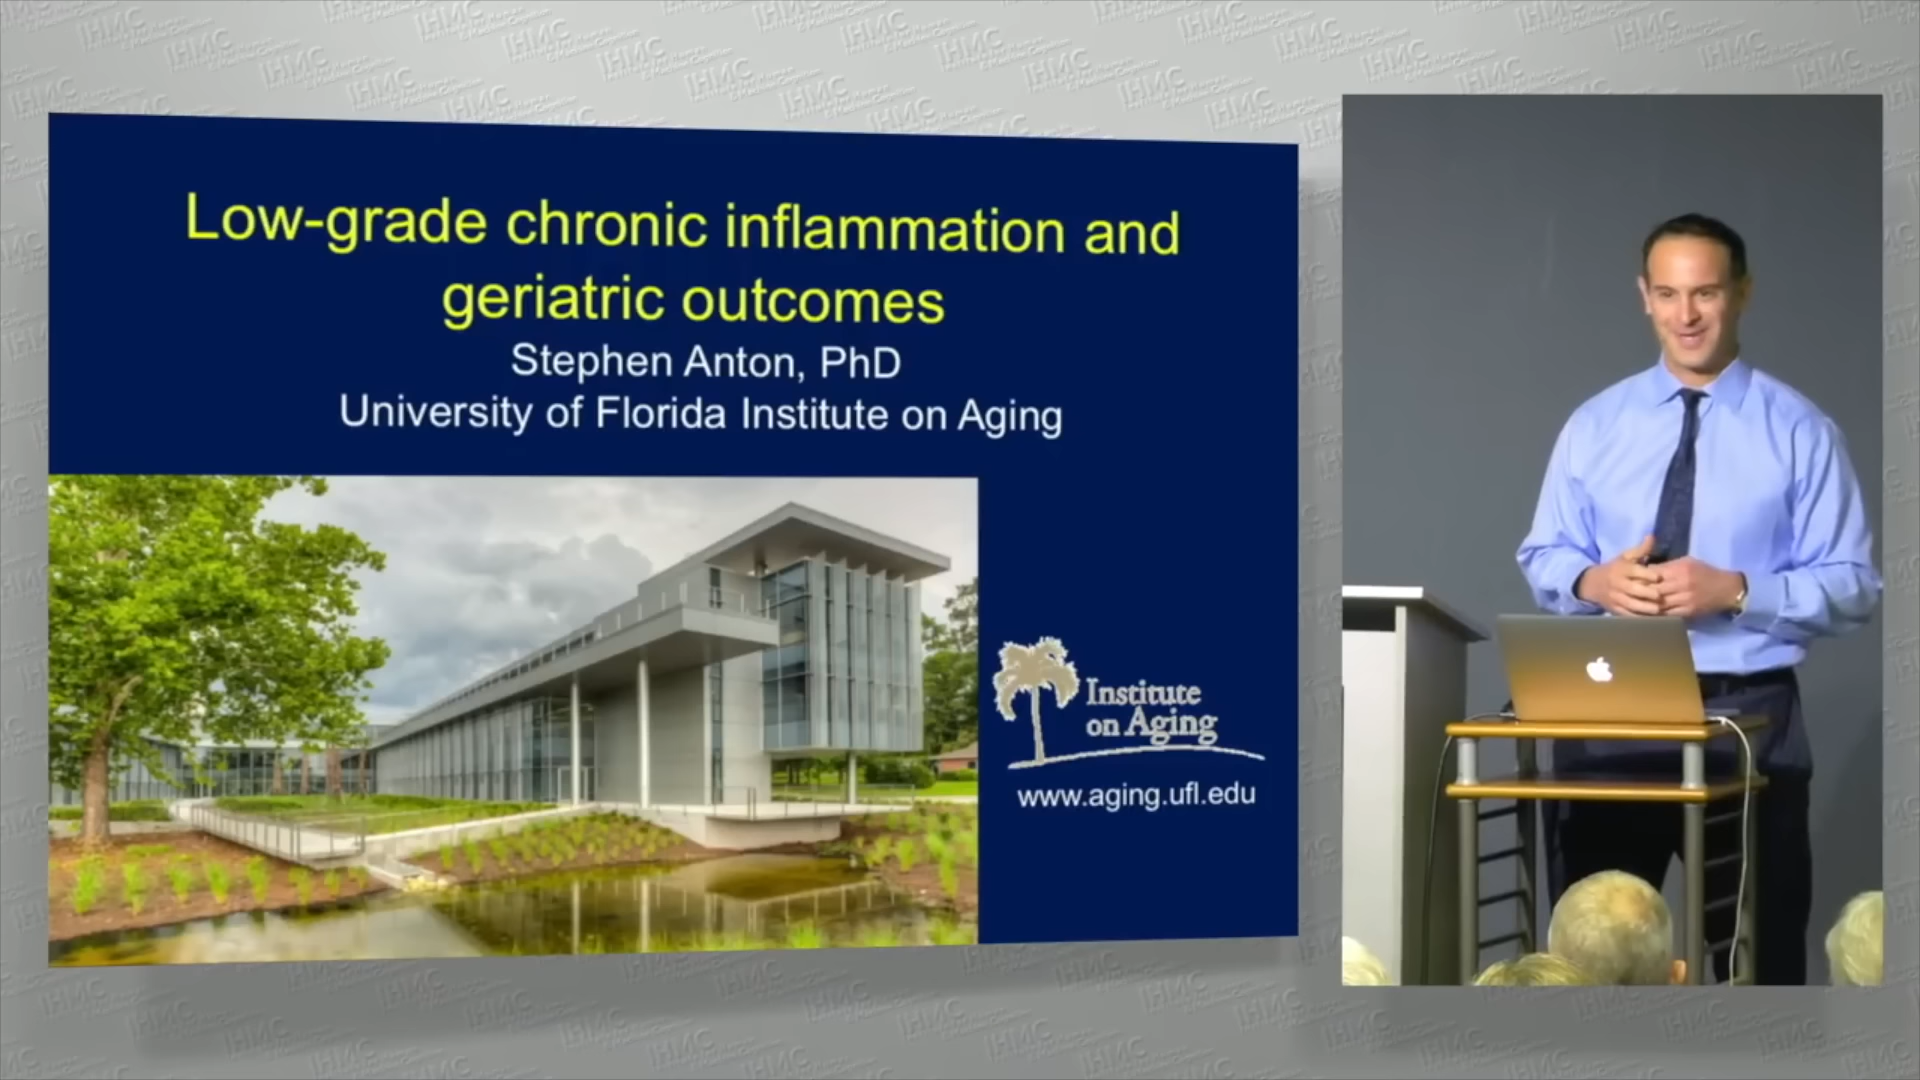 Low-grade chronic inflammation and
geriatric outcomes
Stephen Anton, PhD
University of Florida Institute on Aging
Institute
on Aging
www.aging.ufl.edu
IHMC